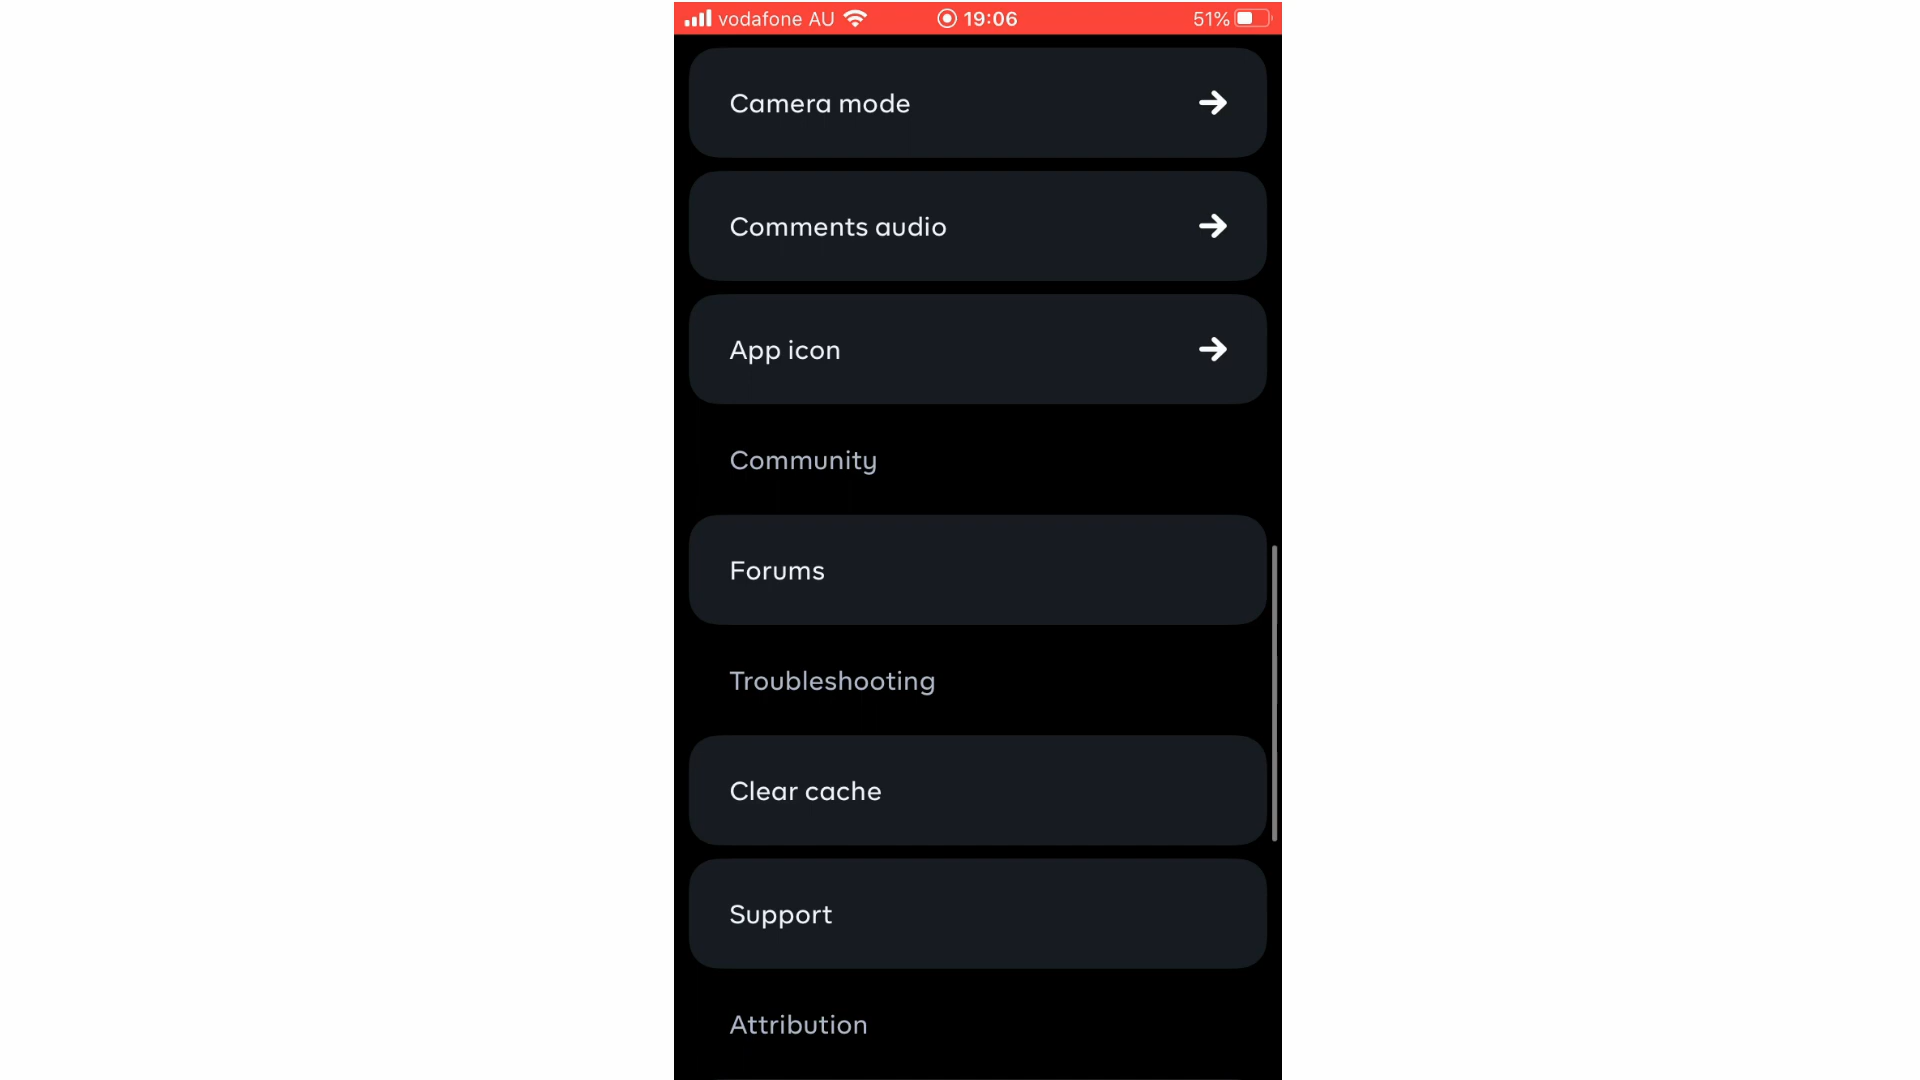 vodafone AU 19:06 51%
Camera mode
Comments audio
App icon
Community
Forums
Troubleshooting
Clear cache
Support
Attribution